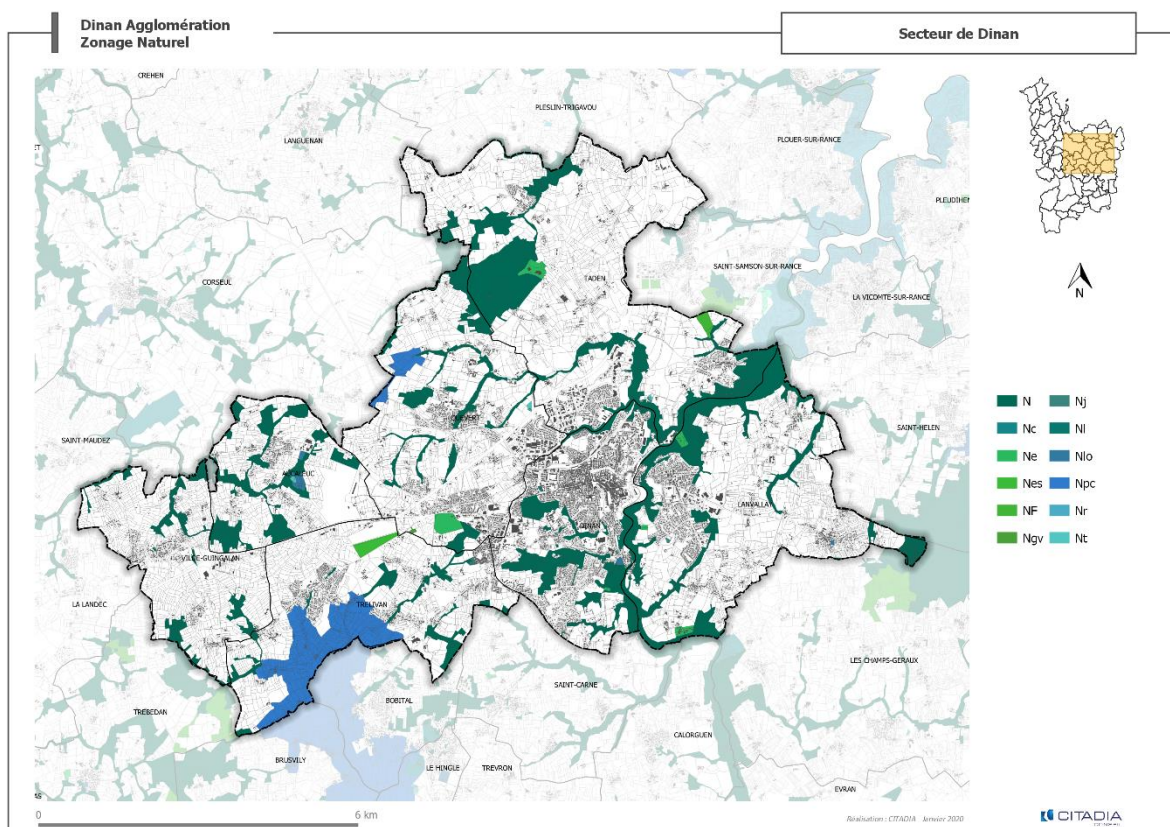 Dinan Agglomération
Zonage Naturel
Secteur de Dinan
CREHEN
PLESLIN-TRIGAVOU
LANGUENAN
PLOUER-SUR-RANCE
PLEUDIHEN
CORSEUL
TADEN
SAINT-SAMSON-SUR-RANCE
LA VICOMTE-SUR-RANCE
N
SAINT-MAUDEZ
SAINT-HELEN
LANVALLAY
DINAN
VILDE-GUINGALAN
LA LANDEC
TRELIVAN
LES CHAMPS-GERAUX
SAINT-CARNE
TREBEDAN
BOBITAL
CALORGUEN
BRUSVILY
LE HINGLE
TREVRON
EVRAN
N Nj
Nc Nl
Ne Nlo
Nes Npc
NF Nr
Ngv Nt
0 6 km
Réalisation : CITADIA Janvier 2020
CITADIA